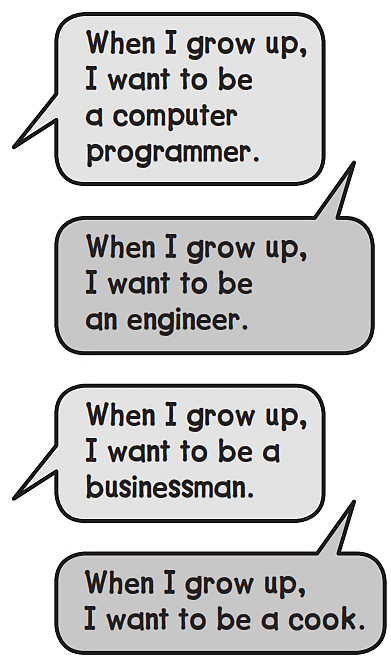 When I grow up,
I want to be
a computer
programmer.
When I grow up,
I want to be
an engineer.
When I grow up,
I want to be a
businessman.
When I grow up,
I want to be a cook.